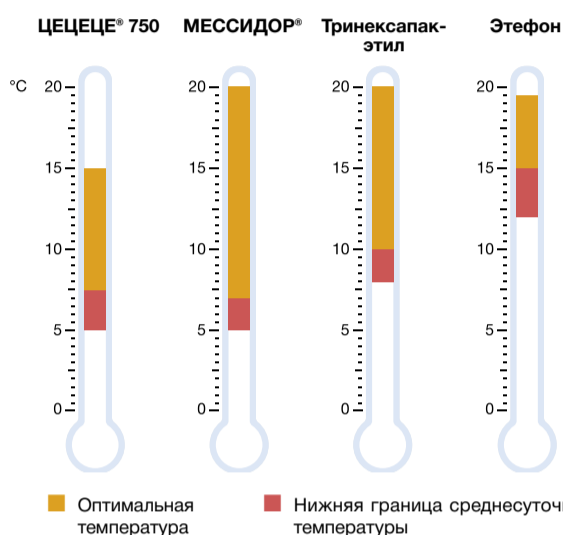 ЦЕЦЕЦЕ® 750 МЕССИДОР® Тринексапак-этил Этефон
°C 20 20 20 20
15 15 15 15
10 10 10 10
5 5 5 5
0 0 0 0
Оптимальная температура
Нижняя граница среднесуточн
температуры